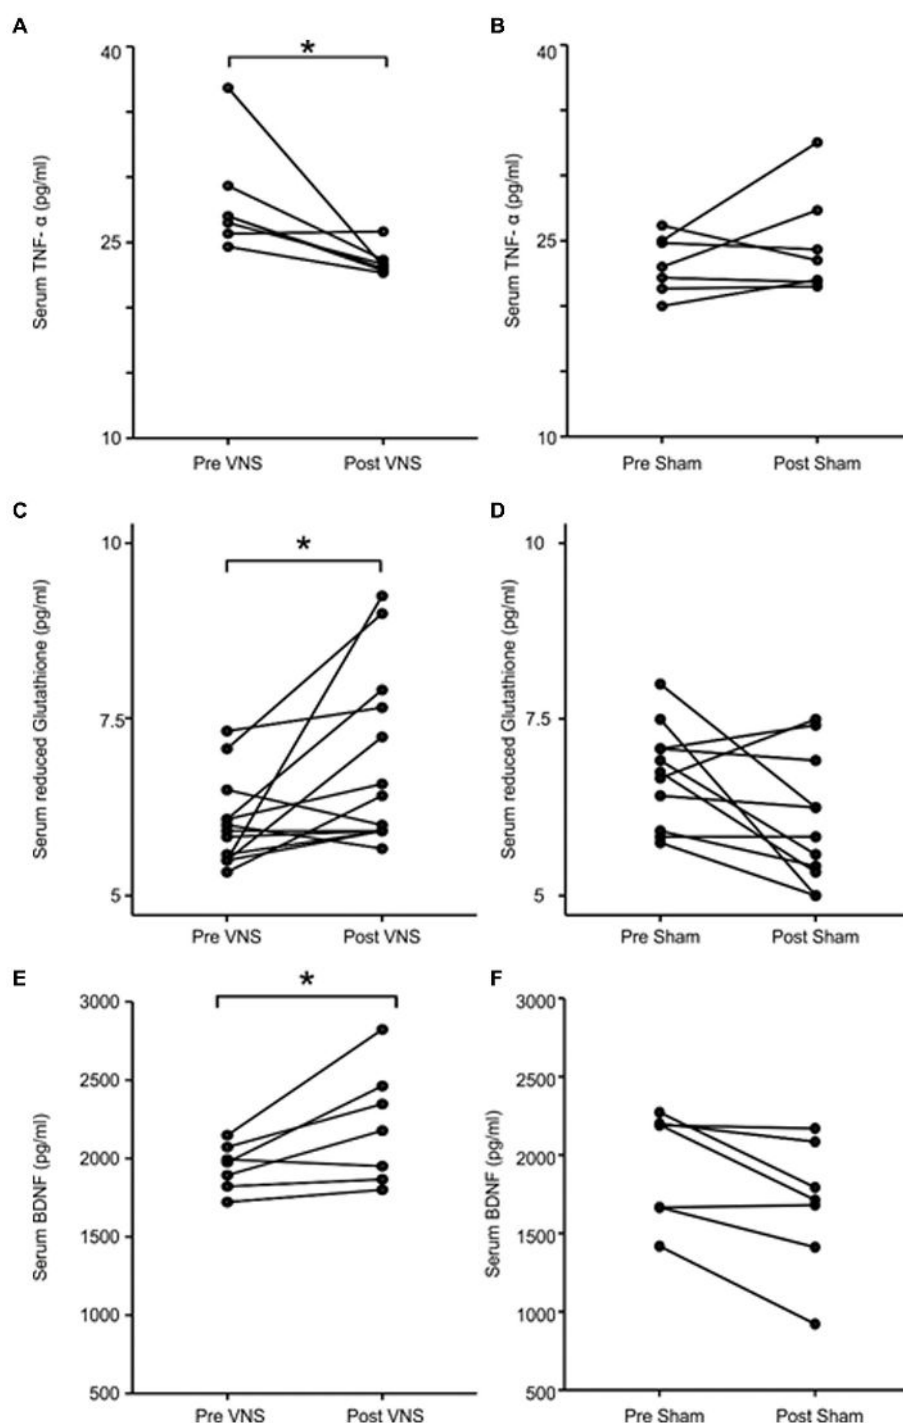 A
B
*
40
25
10
Serum TNF- α (pg/ml)
Pre VNS
Post VNS
40
25
10
Serum TNF- α (pg/ml)
Pre Sham
Post Sham
C
D
*
10
7.5
5
Serum reduced Glutathione (pg/ml)
Pre VNS
Post VNS
10
7.5
5
Serum reduced Glutathione (pg/ml)
Pre Sham
Post Sham
E
F
*
3000
2500
2000
1500
1000
500
Serum BDNF (pg/ml)
Pre VNS
Post VNS
3000
2500
2000
1500
1000
500
Serum BDNF (pg/ml)
Pre Sham
Post Sham